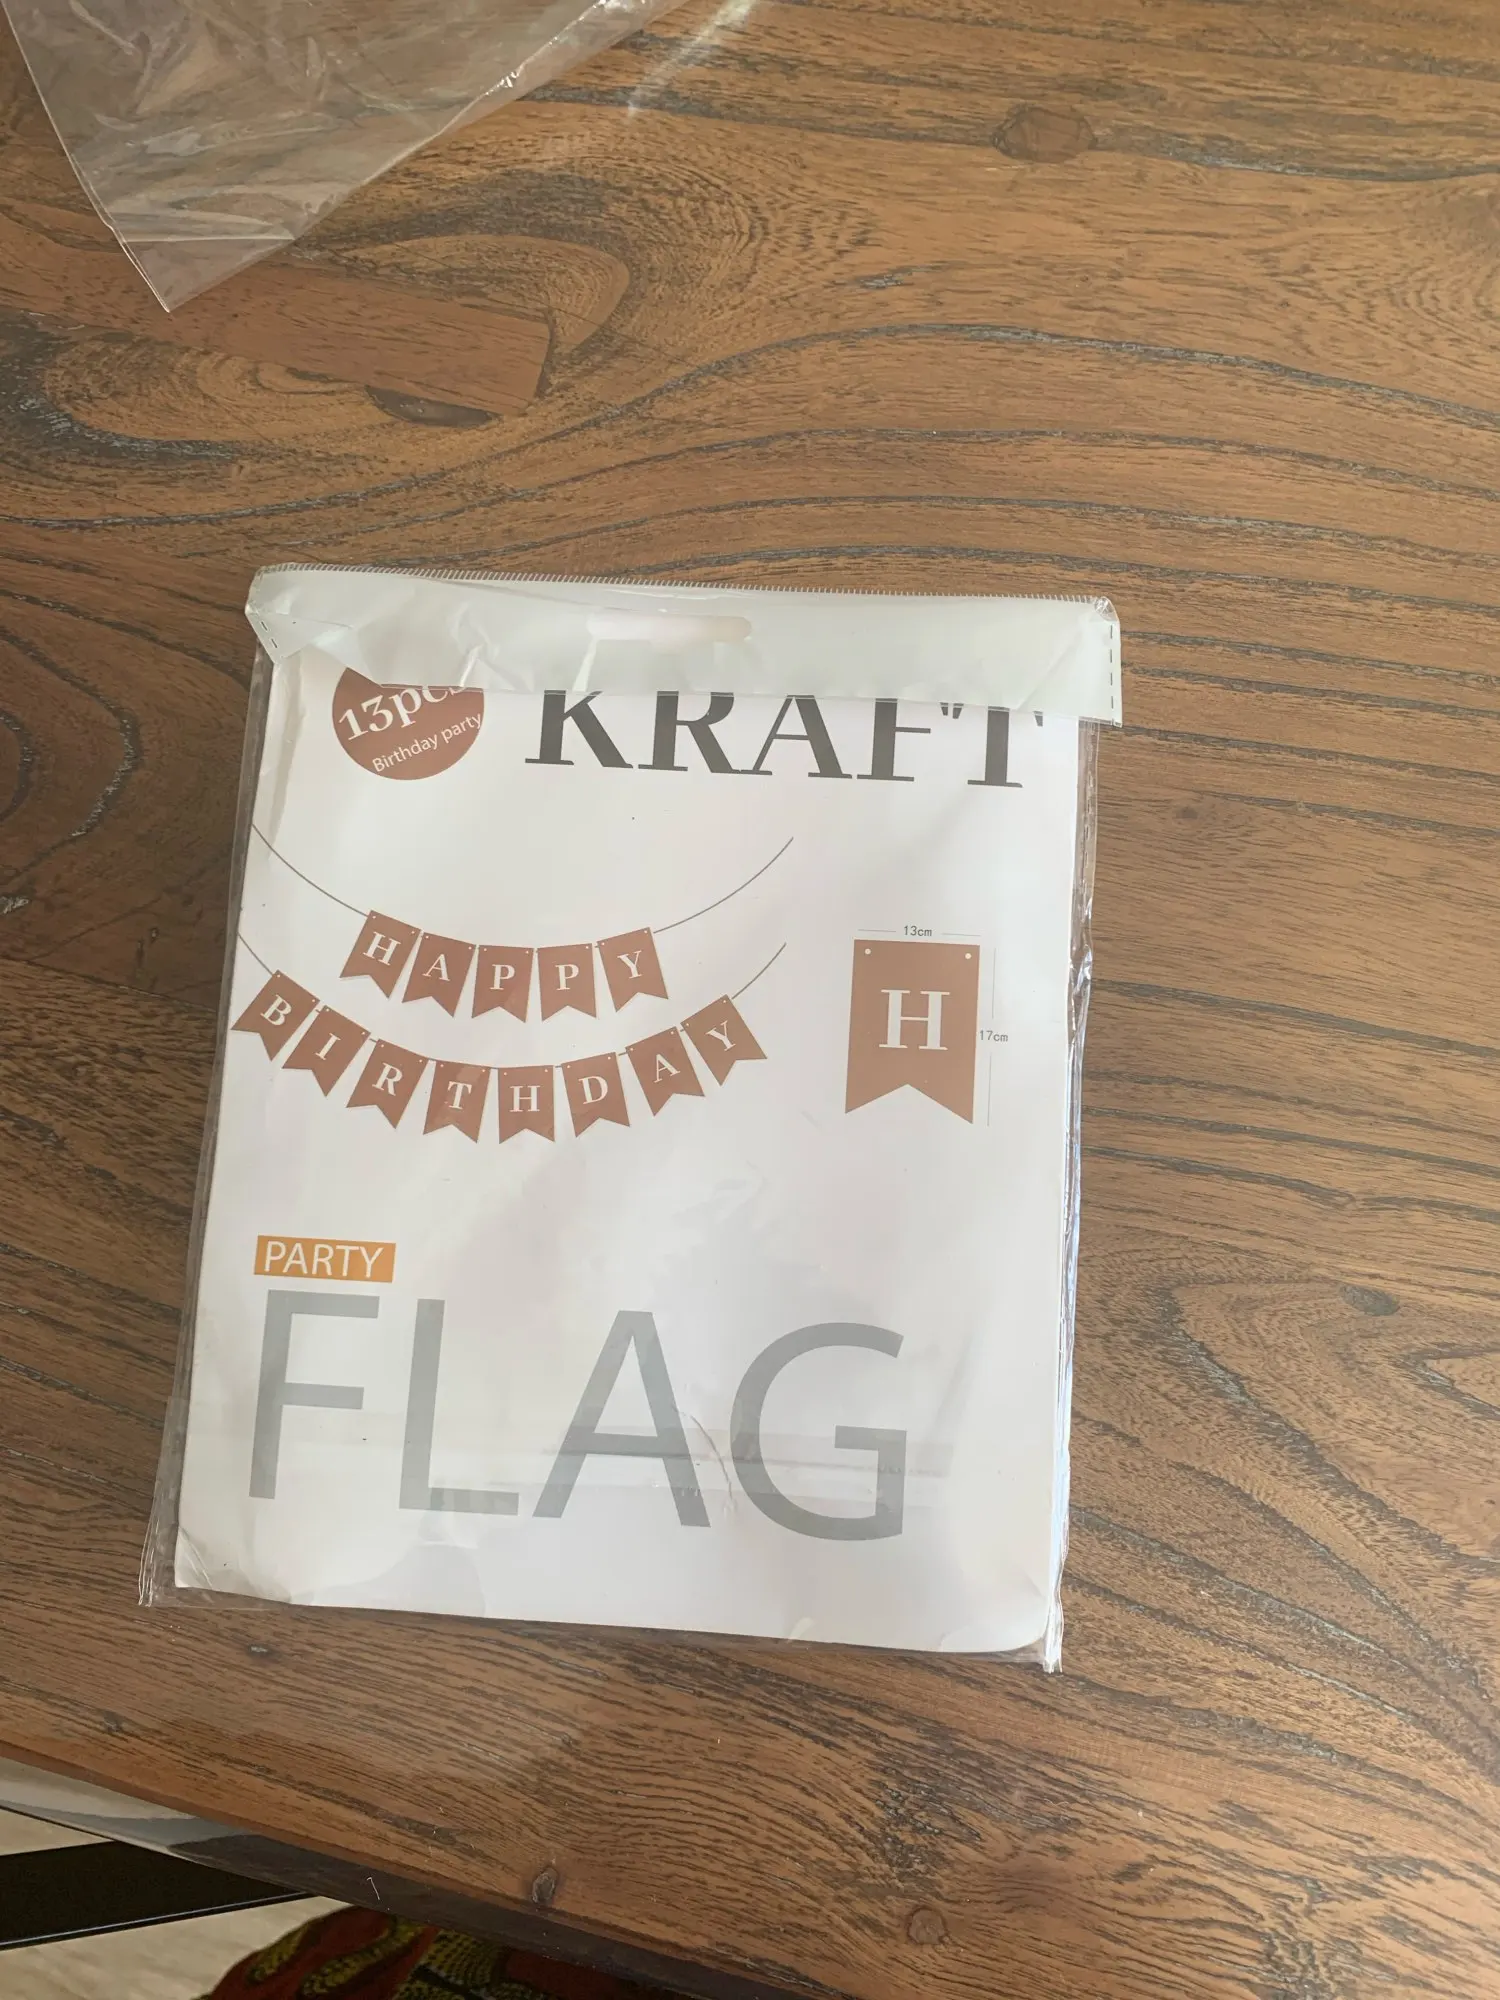 13pcs
Birthday party
KRAFT
HAPPY
BIRTHDAY
13cm
H
17cm
PARTY
FLAG